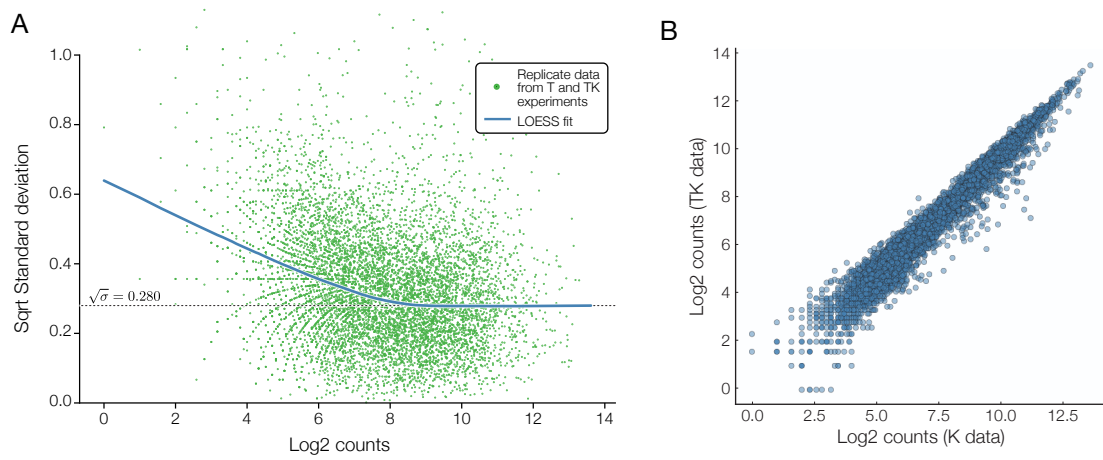 A
1.0
0.8
0.6
0.4
0.2
0.0
Sqrt Standard deviation
√σ = 0.280
Replicate data
from T and TK
experiments
LOESS fit
0 2 4 6 8 10 12 14
Log2 counts
B
14
12
10
8
6
4
2
0
Log2 counts (TK data)
0.0 2.5 5.0 7.5 10.0 12.5
Log2 counts (K data)